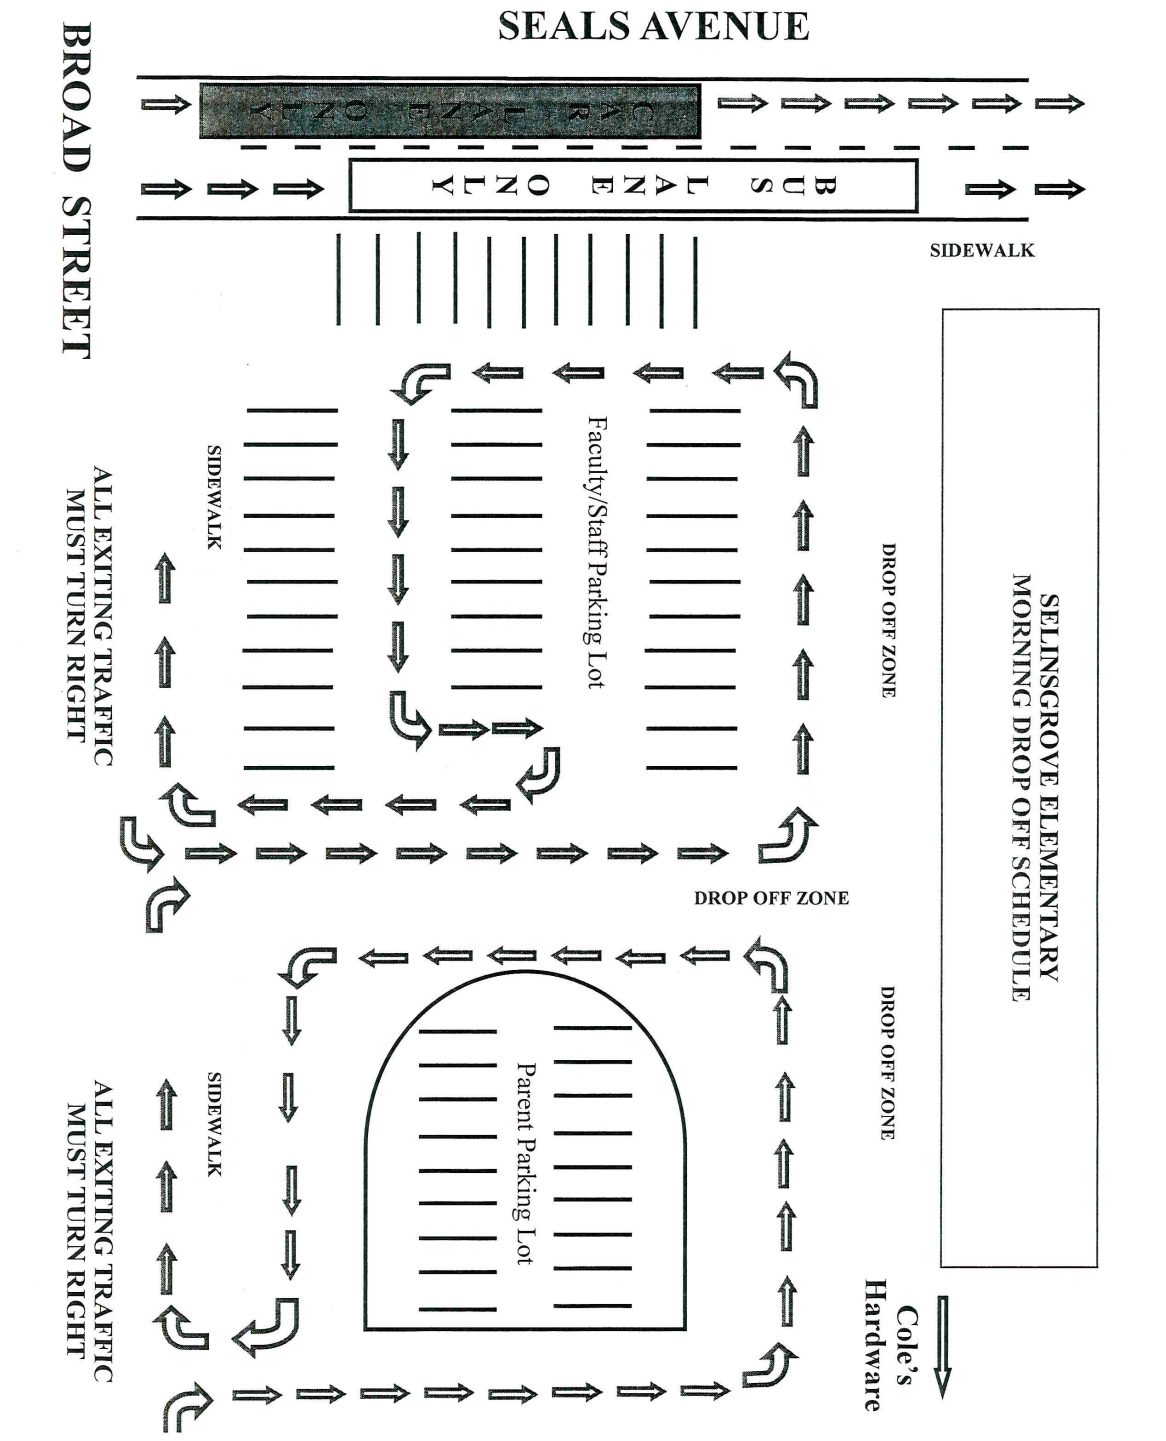 SEALS AVENUE
BROAD STREET
CAR LANE ONLY
BUS LANE ONLY
SIDEWALK
SELINSGROVE ELEMENTARY
MORNING DROP OFF SCHEDULE
Faculty/Staff Parking Lot
DROP OFF ZONE
SIDEWALK
ALL EXITING TRAFFIC
MUST TURN RIGHT
DROP OFF ZONE
DROP OFF ZONE
Parent Parking Lot
SIDEWALK
ALL EXITING TRAFFIC
MUST TURN RIGHT
Cole's
Hardware